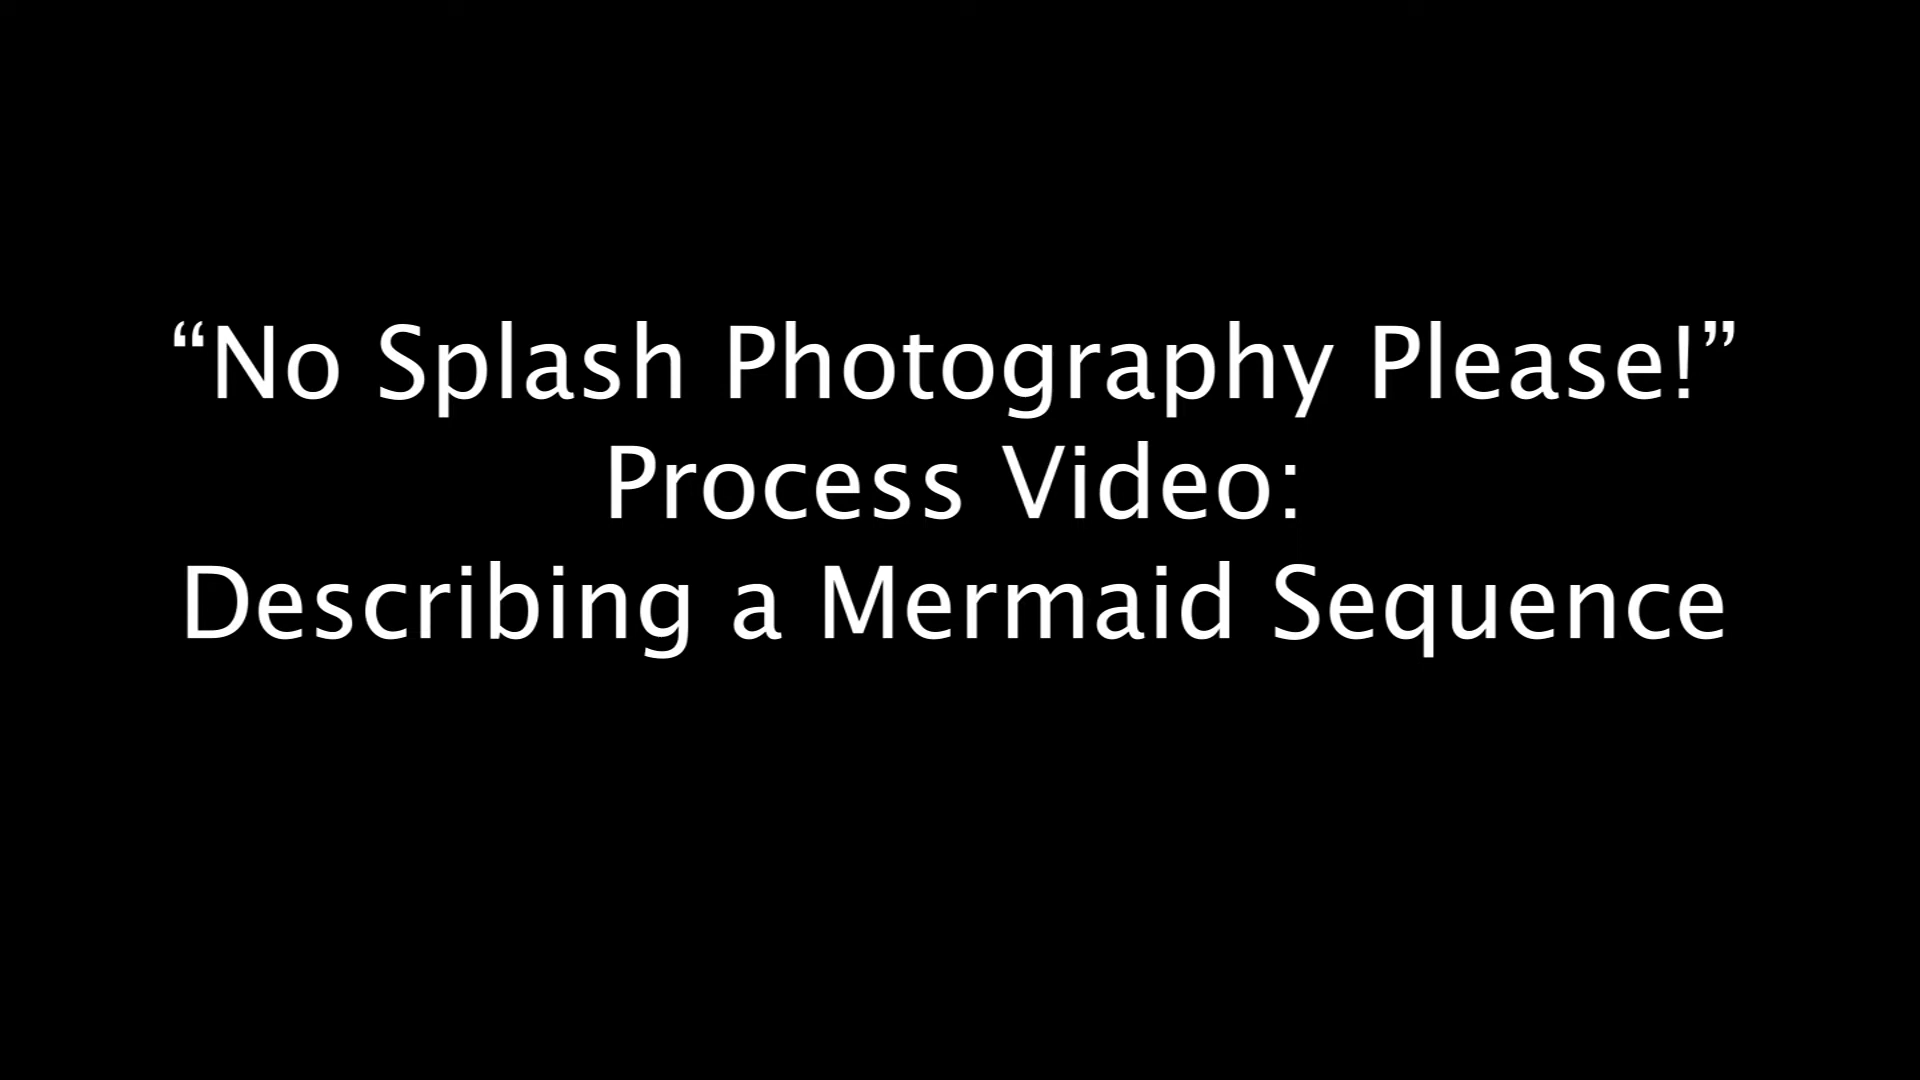 “No Splash Photography Please!”
Process Video:
Describing a Mermaid Sequence